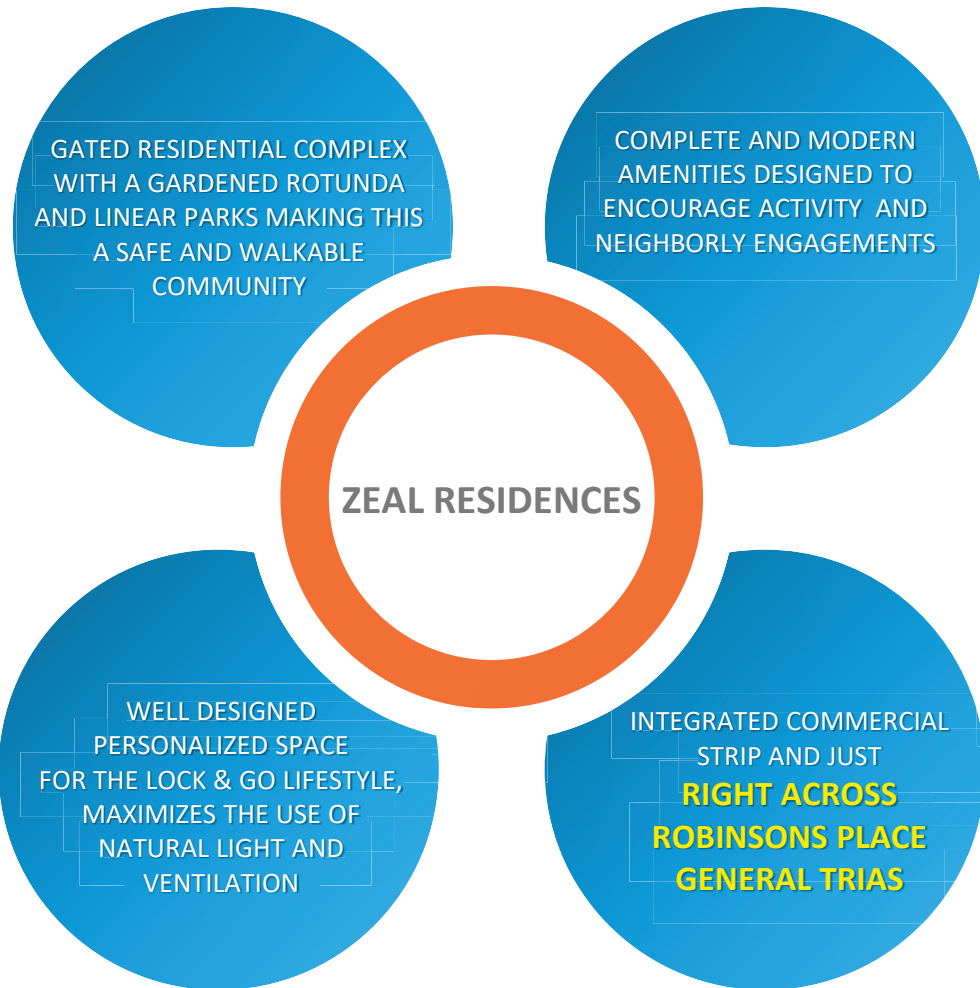 GATED RESIDENTIAL COMPLEX
WITH A GARDENED ROTUNDA
AND LINEAR PARKS MAKING THIS
A SAFE AND WALKABLE
COMMUNITY
COMPLETE AND MODERN
AMENITIES DESIGNED TO
ENCOURAGE ACTIVITY AND
NEIGHBORLY ENGAGEMENTS
ZEAL RESIDENCES
WELL DESIGNED
PERSONALIZED SPACE
FOR THE LOCK & GO LIFESTYLE,
MAXIMIZES THE USE OF
NATURAL LIGHT AND
VENTILATION
INTEGRATED COMMERCIAL
STRIP AND JUST
RIGHT ACROSS
ROBINSONS PLACE
GENERAL TRIAS